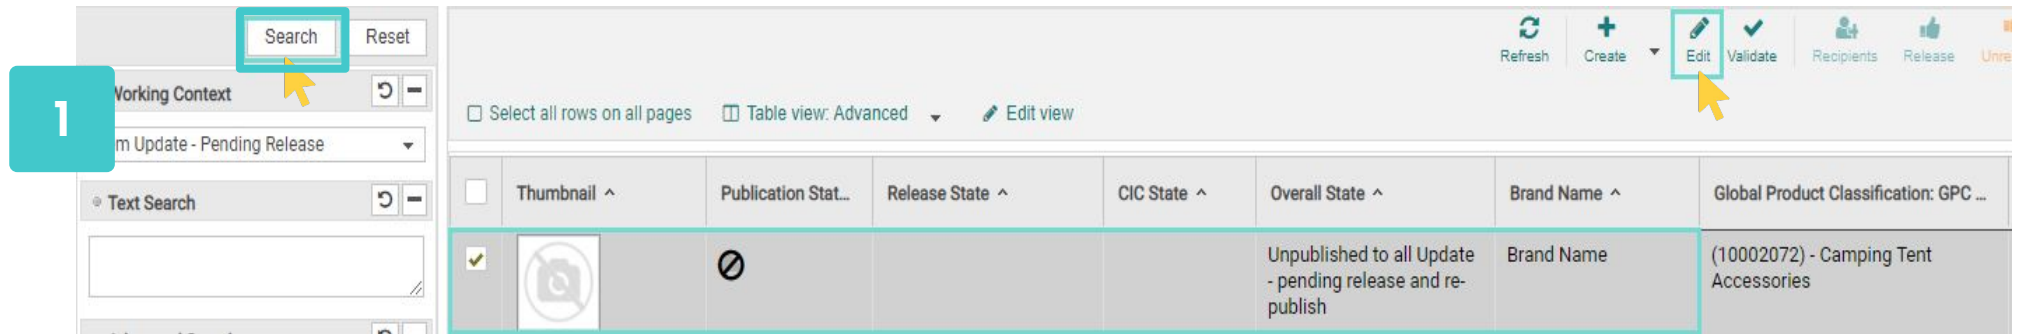 Search
Reset
Refresh
Create
Edit
Validate
Recipients
Release
1
Working Context
Select all rows on all pages
Table view: Advanced
Edit view
m Update - Pending Release
Thumbnail
Publication Stat...
Release State
CIC State
Overall State
Brand Name
Global Product Classification: GPC ...
Text Search
Unpublished to all Update
- pending release and re-
publish
Brand Name
(10002072) - Camping Tent
Accessories